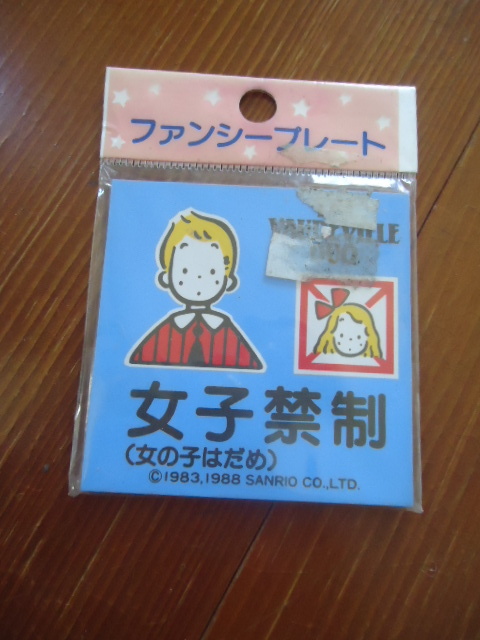 ファンシープレート
VAUDEVILLE
DUO
女子禁制
(女の子はだめ)
©1983,1988 SANRIO CO.,LTD.